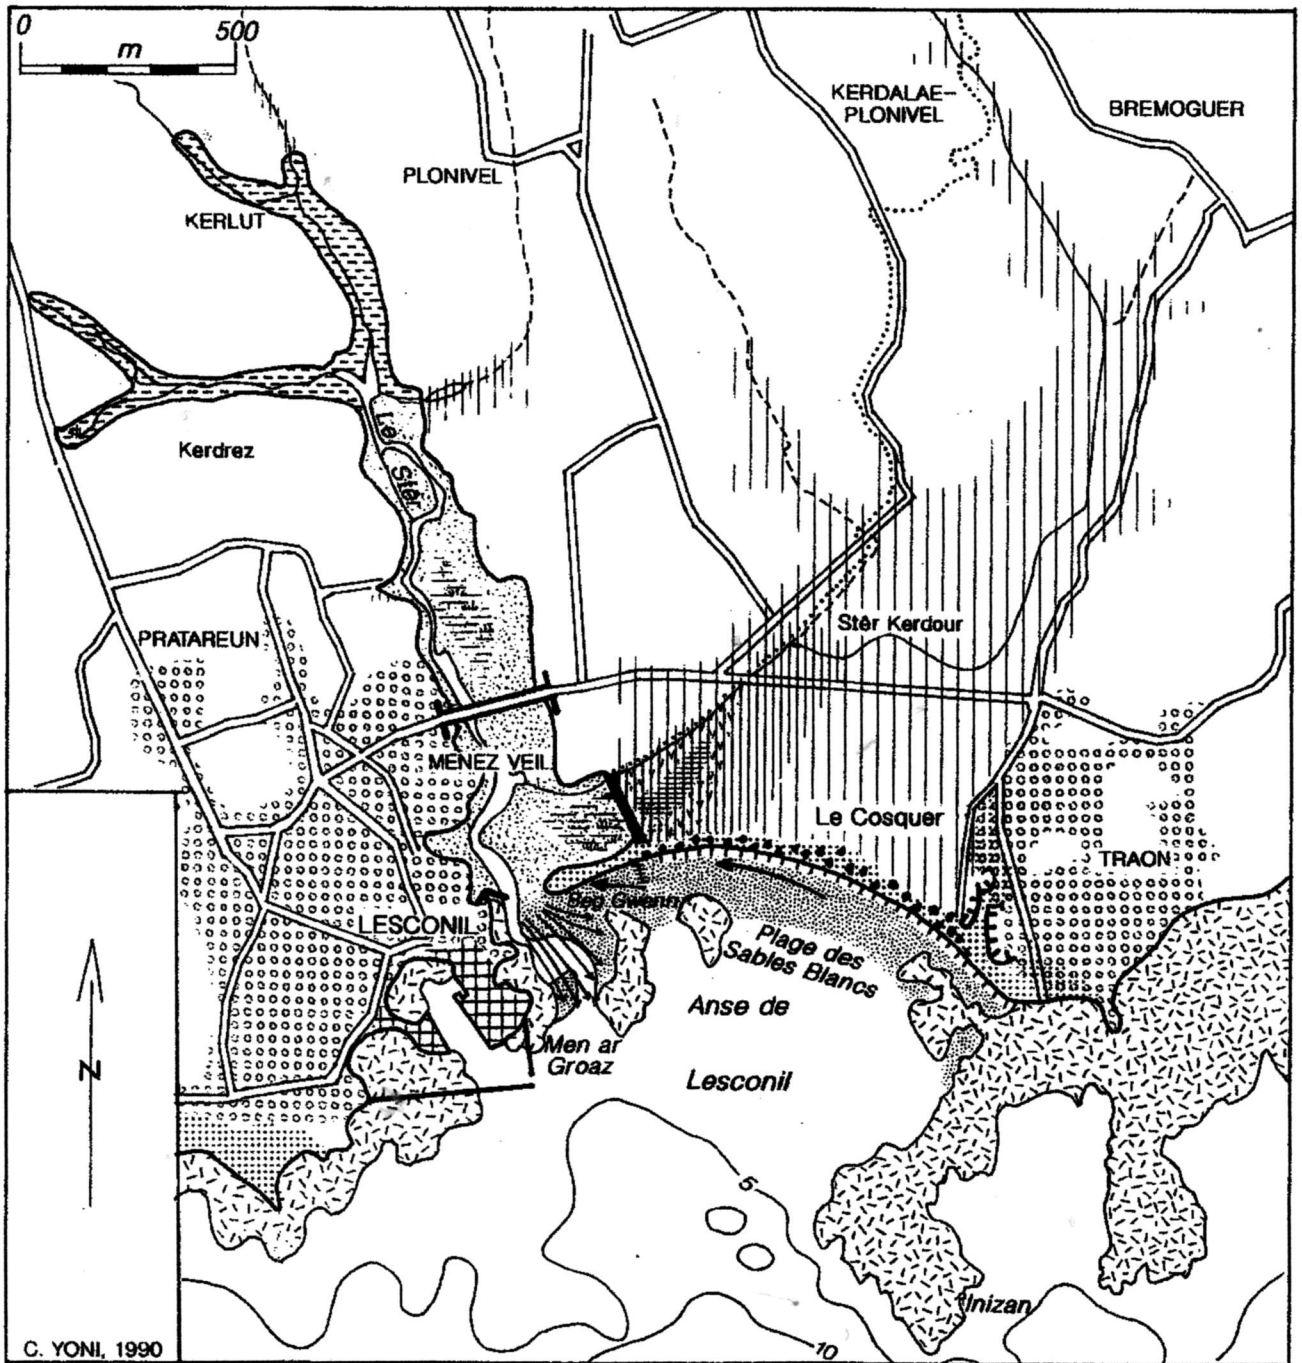 0 500
m
KERDALAE-
PLONIVEL
BREMOGUER
PLONIVEL
KERLUT
Kerdrez
Le
Stêr
Stêr Kerdour
PRATAREUN
MENEZ VEIL
Le Cosquer
TRAON
Beg Gwenn
LESCONIL
Plage des
Sables Blancs
Anse de
Lesconil
Men ar
Groaz
N
5
Inizan
10
C. YONI, 1990